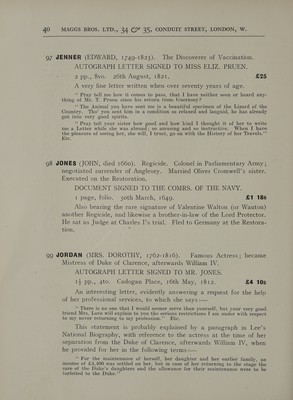 40 MAGGS BROS. LTD., 34 & 35, CONDUIT STREET, LONDON, W.
97 JENNER (EDWARD, 1749-1823). The Discoverer of Vaccination.
AUTOGRAPH LETTER SIGNED TO MISS ELIZ. PRUEN.
2 pp., 8vo. 26th August, 1821. £25
A very fine letter written when over seventy years of age.
" Pray tell me how it comes to pass, that I have neither seen or heard any-
thing of Mr. T. Pruen since his return from Guernsey?
" The Animal you have sent me is a beautiful specimen of the Lizard of the
Country. Tho' you sent him in a condition so relaxed and languid, he has already
got into very good spirits.
" Pray tell your sister how good and how kind I thought it of her to write
me a Letter while she was abroad; so amusing and so instructive. When I have
the pleasure of seeing her, she will, I trust, go on with the History of her Travels."
Etc.
98 JONES (JOHN, died 1660). Regicide. Colonel in Parliamentary Army;
negotiated surrender of Anglesey. Married Oliver Cromwell's sister.
Executed on the Restoration.
DOCUMENT SIGNED TO THE COMRS. OF THE NAVY.
1 page, folio. 30th March, 1649. £1 18s
Also bearing the rare signature of Valentine Walton (or Wauton)
another Regicide, and likewise a brother-in-law of the Lord Protector.
He sat as Judge at Charles I's trial. Fled to Germany at the Restora-
tion.
99 JORDAN (MRS. DOROTHY, 1762-1816). Famous Actress; became
Mistress of Duke of Clarence, afterwards William IV.
AUTOGRAPH LETTER SIGNED TO MR. JONES.
1½ pp., 4to. Cadogan Place, 16th May, 1812. £4 10s
An interesting letter, evidently answering a request for the help
of her professional services, to which she says:—
" There is no one that I would sooner serve than yourself, but your very good
friend Mrs. Lora will explain to you the serious restrictions I am under with respect
to my never returning to my profession." Etc.
This statement is probably explained by a paragraph in Lee's
National Biography, with reference to the actress at the time of her
separation from the Duke of Clarence, afterwards William IV, when
he provided for her in the following terms:—
" For the maintenance of herself, her daughter and her earlier family, an
income of £4,400 was settled on her, but in case of her returning to the stage the
care of the Duke's daughters and the allowance for their maintenance were to be
forfeited to the Duke."